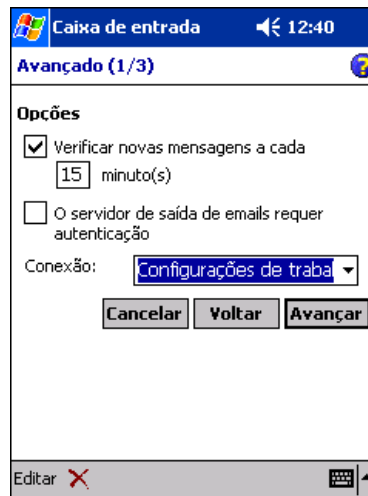 Caixa de entrada 12:40
Avançado (1/3) ?
Opções
Verificar novas mensagens a cada
15 minuto(s)
O servidor de saída de emails requer
autenticação
Conexão: Configurações de traba
Cancelar Voltar Avançar
Editar